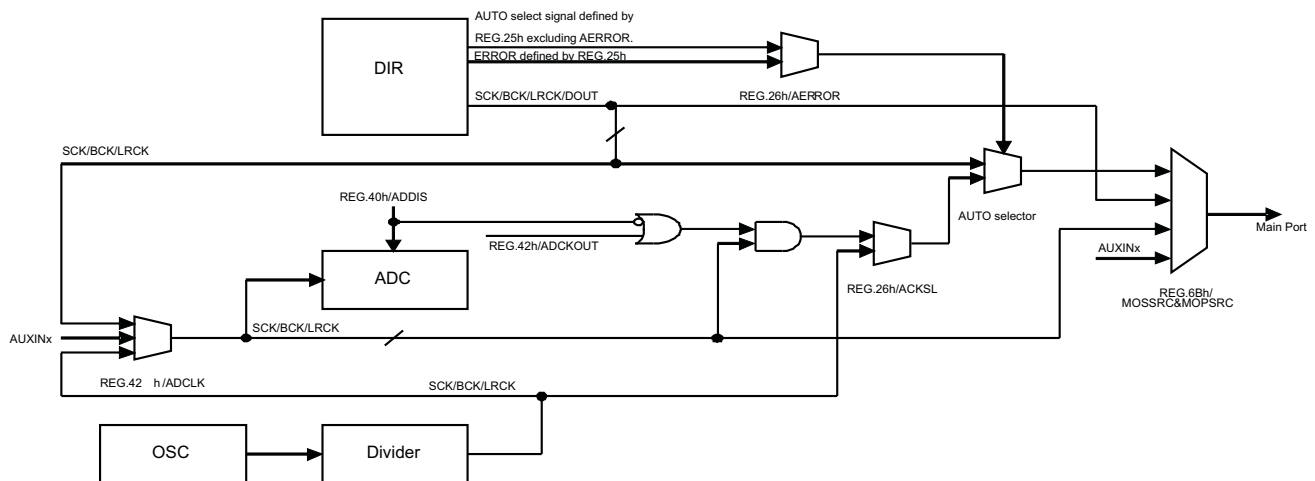 AUTO select signal defined by
REG.25h excluding AERROR.
ERROR defined by REG.25h
DIR
SCK/BCK/LRCK/DOUT
REG.26h/AERROR
SCK/BCK/LRCK
REG.40h/ADDIS
AUTO selector
REG.42h/ADCKOUT
Main Port
AUXINx
ADC
REG.26h/ACKSL
REG.6Bh/
MOSSRC&MOPSRC
SCK/BCK/LRCK
AUXINx
REG.42 h/ADCLK
SCK/BCK/LRCK
OSC
Divider